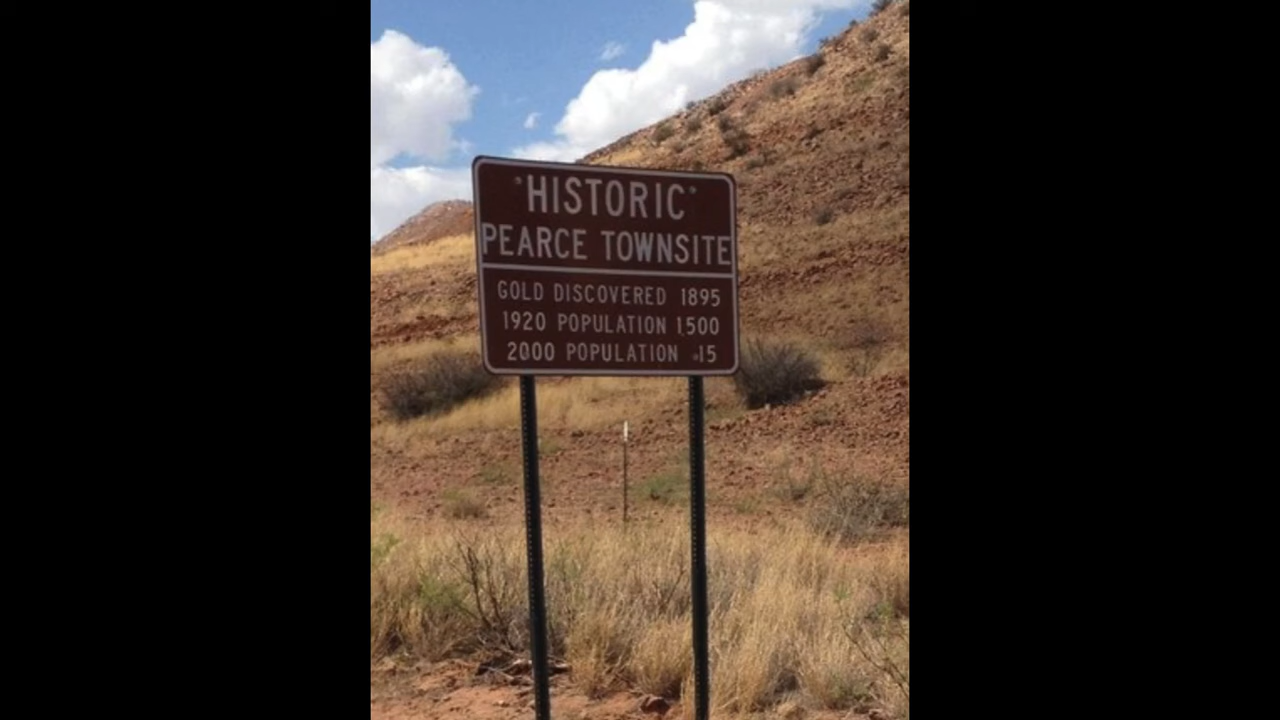 HISTORIC
PEARCE TOWNSITE
GOLD DISCOVERED 1895
1920 POPULATION 1500
2000 POPULATION 15